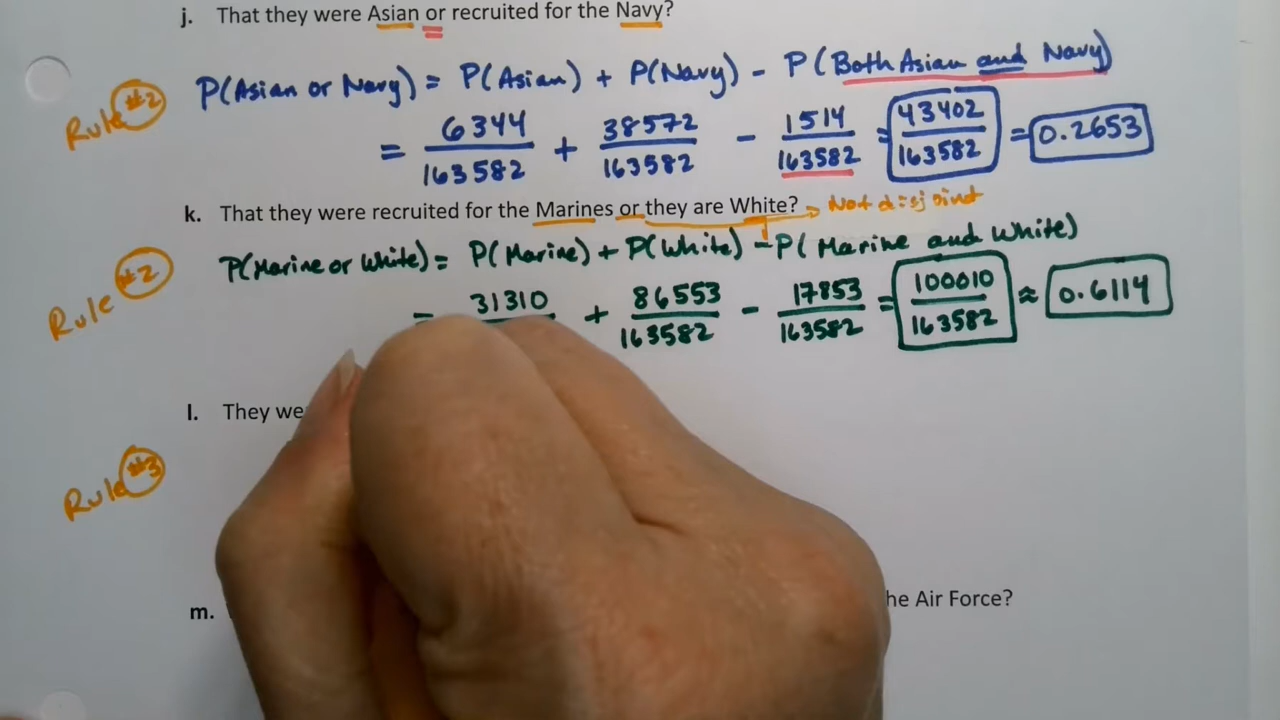 j. That they were Asian or recruited for the Navy?
Rule #2
P(Asian or Navy) = P(Asian) + P(Navy) - P(Both Asian and Navy)
= 6344/163582 + 38572/163582 - 1514/163582 = 43402/163582 = 0.2653
k. That they were recruited for the Marines or they are White? → Not disjoint
Rule #2
P(Marine or White) = P(Marine) + P(White) - P(Marine and White)
= 31310 + 86553/163582 - 17853/163582 = 100010/163582 ≈ 0.6114
l. They we
Rule #3
m. he Air Force?